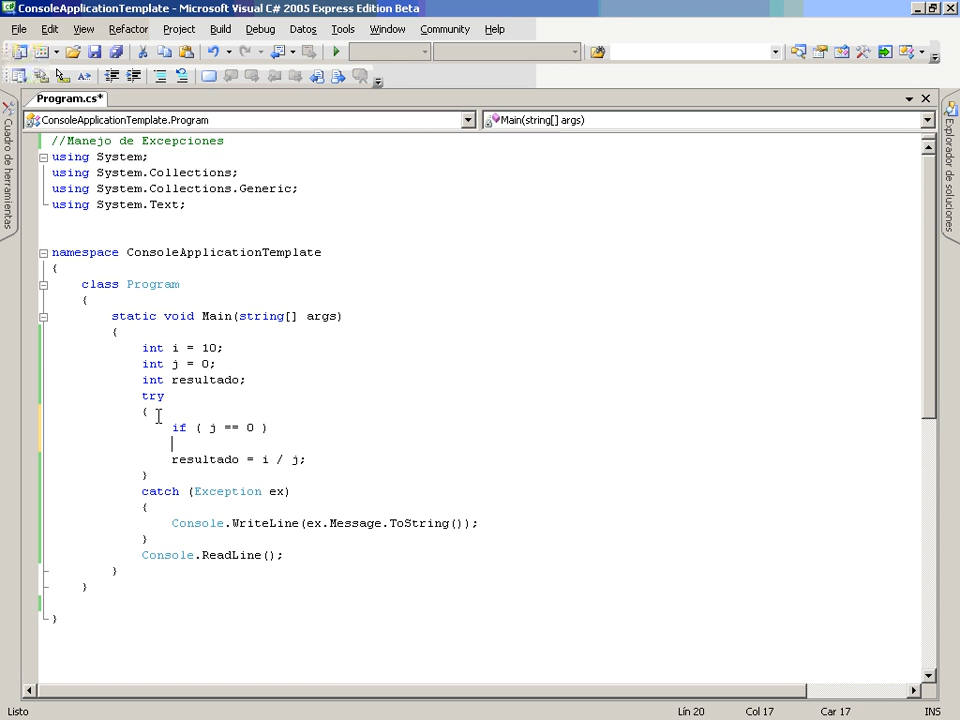 ConsoleApplicationTemplate - Microsoft Visual C# 2005 Express Edition Beta
File Edit View Refactor Project Build Debug Datos Tools Window Community Help
Program.cs*
ConsoleApplicationTemplate.Program
Main(string[] args)
Cuadro de herramientas
Explorador de soluciones
//Manejo de Excepciones
using System;
using System.Collections;
using System.Collections.Generic;
using System.Text;
namespace ConsoleApplicationTemplate
{
class Program
{
static void Main(string[] args)
{
int i = 10;
int j = 0;
int resultado;
try
{
if ( j == 0 )
resultado = i / j;
}
catch (Exception ex)
{
Console.WriteLine(ex.Message.ToString());
}
Console.ReadLine();
}
}
}
Listo Lín 20 Col 17 Car 17 INS